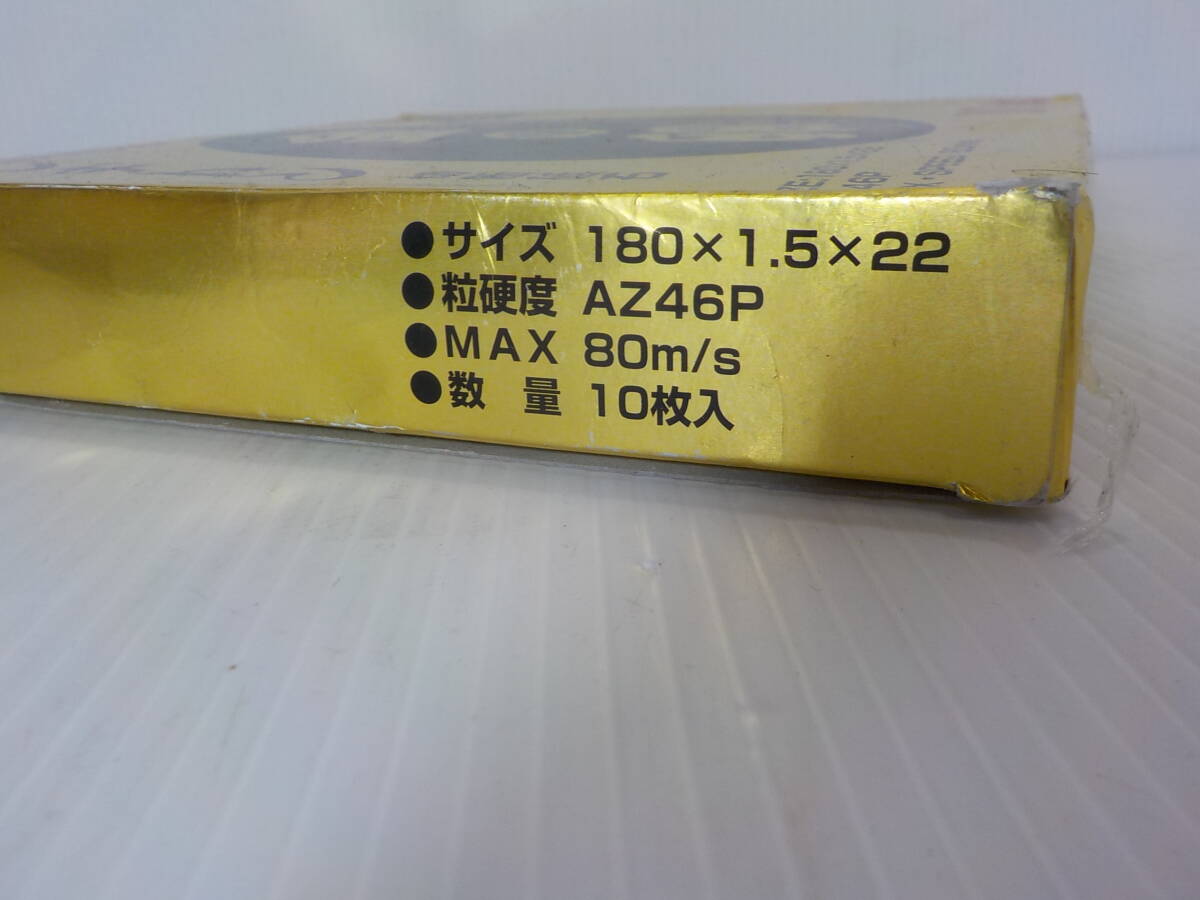 ●サイズ 180×1.5×22
●粒硬度 AZ46P
●MAX 80m/s
●数 量 10枚入